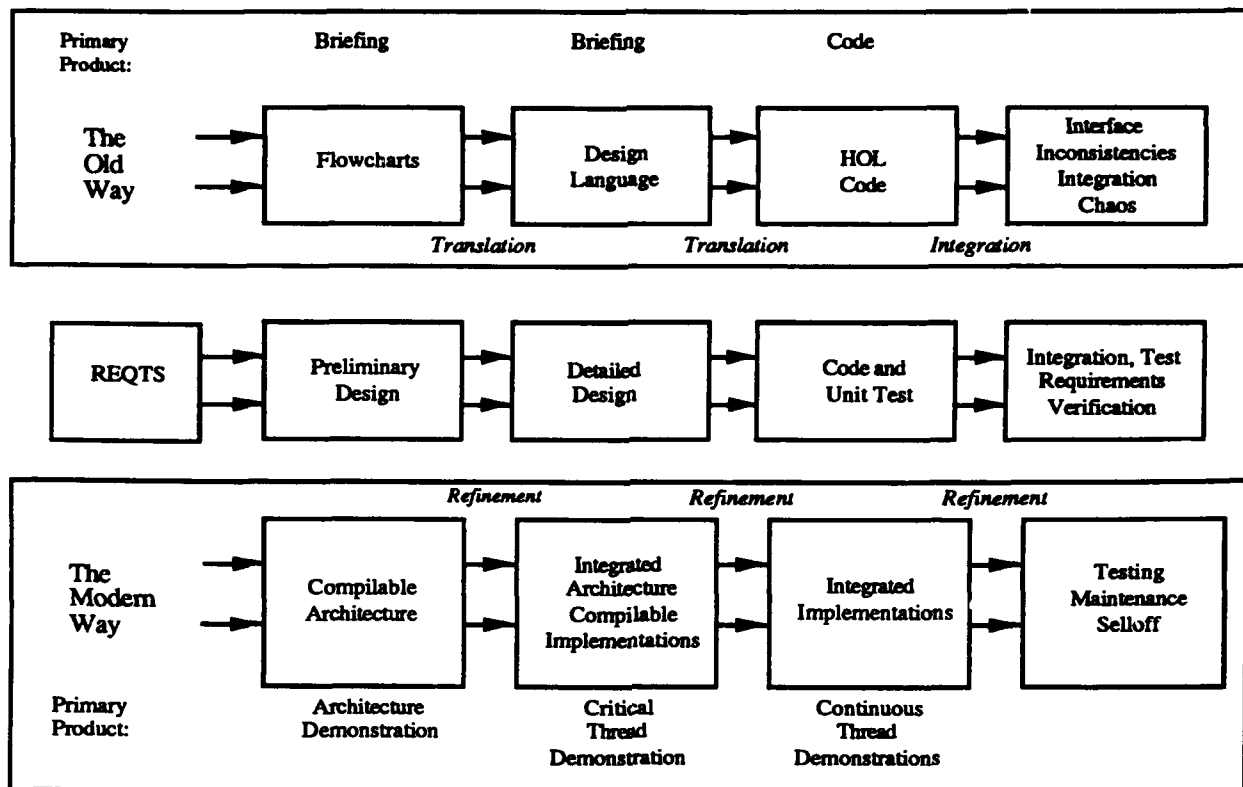 Primary
Product:
Briefing
Briefing
Code
The
Old
Way
Flowcharts
Design
Language
HOL
Code
Interface
Inconsistencies
Integration
Chaos
Translation
Translation
Integration
REQTS
Preliminary
Design
Detailed
Design
Code and
Unit Test
Integration, Test
Requirements
Verification
Refinement
Refinement
Refinement
The
Modern
Way
Compilable
Architecture
Integrated
Architecture
Compilable
Implementations
Integrated
Implementations
Testing
Maintenance
Selloff
Primary
Product:
Architecture
Demonstration
Critical
Thread
Demonstration
Continuous
Thread
Demonstrations